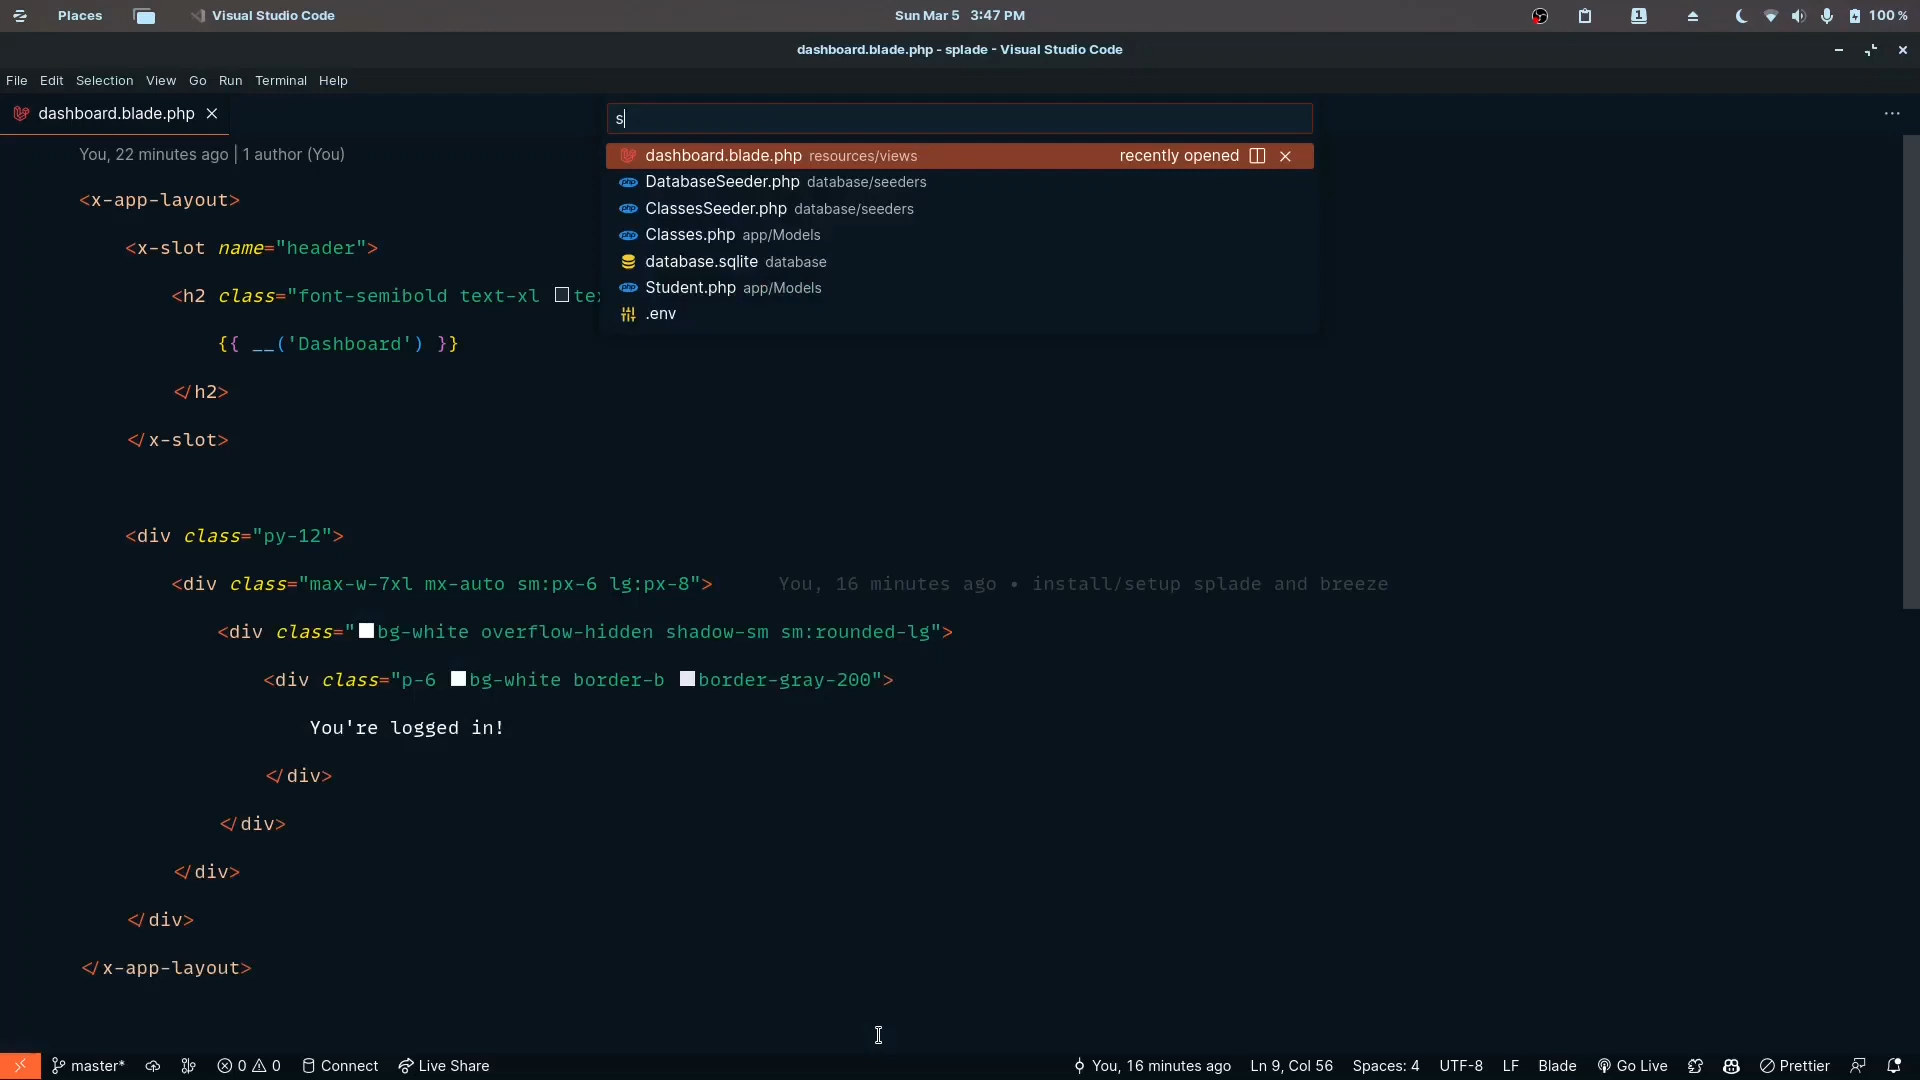 Places Visual Studio Code Sun Mar 5 3:47 PM 1 100 %
dashboard.blade.php - splade - Visual Studio Code
File Edit Selection View Go Run Terminal Help
dashboard.blade.php
s
You, 22 minutes ago | 1 author (You)
dashboard.blade.php resources/views recently opened
DatabaseSeeder.php database/seeders
ClassesSeeder.php database/seeders
Classes.php app/Models
database.sqlite database
Student.php app/Models
.env
<x-app-layout>
<x-slot name="header">
<h2 class="font-semibold text-xl
{{ __('Dashboard') }}
</h2>
</x-slot>
<div class="py-12">
<div class="max-w-7xl mx-auto sm:px-6 lg:px-8"> You, 16 minutes ago • install/setup splade and breeze
<div class="bg-white overflow-hidden shadow-sm sm:rounded-lg">
<div class="p-6 bg-white border-b border-gray-200">
You're logged in!
</div>
</div>
</div>
</div>
</x-app-layout>
master* 0 0 Connect Live Share You, 16 minutes ago Ln 9, Col 56 Spaces: 4 UTF-8 LF Blade Go Live Prettier